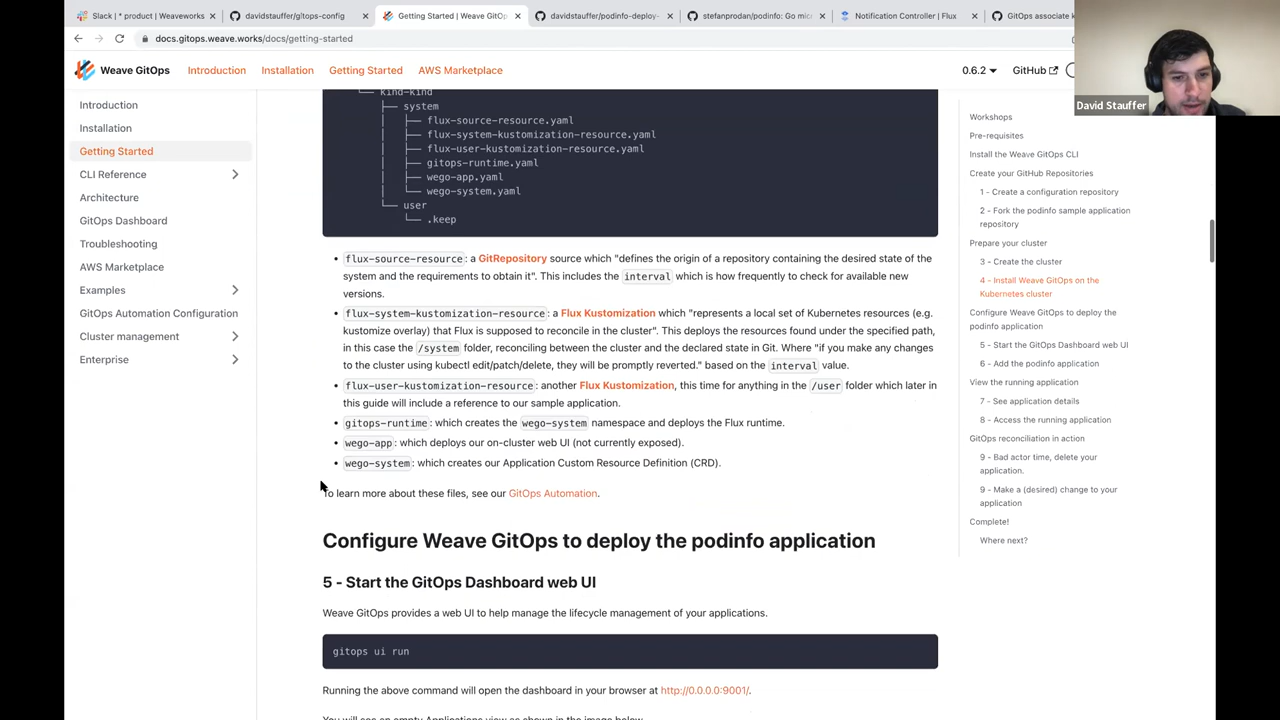 Slack | * product | Weaveworks
davidstauffer/gitops-config
Getting Started | Weave GitOp
davidstauffer/podinfo-deploy-
stefanprodan/podinfo: Go mic
Notification Controller | Flux
GitOps associate k
docs.gitops.weave.works/docs/getting-started
Weave GitOps
Introduction
Installation
Getting Started
AWS Marketplace
0.6.2
GitHub
David Stauffer
Introduction
Installation
Getting Started
CLI Reference
Architecture
GitOps Dashboard
Troubleshooting
AWS Marketplace
Examples
GitOps Automation Configuration
Cluster management
Enterprise
└── kind-kind
├── system
│ ├── flux-source-resource.yaml
│ ├── flux-system-kustomization-resource.yaml
│ ├── flux-user-kustomization-resource.yaml
│ ├── gitops-runtime.yaml
│ ├── wego-app.yaml
│ └── wego-system.yaml
└── user
└── .keep
• flux-source-resource: a GitRepository source which "defines the origin of a repository containing the desired state of the
system and the requirements to obtain it". This includes the interval which is how frequently to check for available new
versions.
• flux-system-kustomization-resource: a Flux Kustomization which "represents a local set of Kubernetes resources (e.g.
kustomize overlay) that Flux is supposed to reconcile in the cluster". This deploys the resources found under the specified path,
in this case the /system folder, reconciling between the cluster and the declared state in Git. Where "if you make any changes
to the cluster using kubectl edit/patch/delete, they will be promptly reverted." based on the interval value.
• flux-user-kustomization-resource: another Flux Kustomization, this time for anything in the /user folder which later in
this guide will include a reference to our sample application.
• gitops-runtime: which creates the wego-system namespace and deploys the Flux runtime.
• wego-app: which deploys our on-cluster web UI (not currently exposed).
• wego-system: which creates our Application Custom Resource Definition (CRD).
To learn more about these files, see our GitOps Automation.
Configure Weave GitOps to deploy the podinfo application
5 - Start the GitOps Dashboard web UI
Weave GitOps provides a web UI to help manage the lifecycle management of your applications.
gitops ui run
Running the above command will open the dashboard in your browser at http://0.0.0.0:9001/.
You will see an empty Applications view as shown in the image below.
Workshops
Pre-requisites
Install the Weave GitOps CLI
Create your GitHub Repositories
1 - Create a configuration repository
2 - Fork the podinfo sample application
repository
Prepare your cluster
3 - Create the cluster
4 - Install Weave GitOps on the
Kubernetes cluster
Configure Weave GitOps to deploy the
podinfo application
5 - Start the GitOps Dashboard web UI
6 - Add the podinfo application
View the running application
7 - See application details
8 - Access the running application
GitOps reconciliation in action
9 - Bad actor time, delete your
application.
9 - Make a (desired) change to your
application
Complete!
Where next?